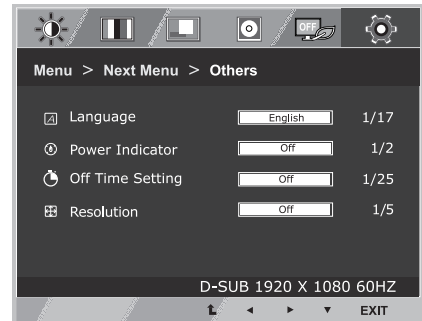 OFF
Menu > Next Menu > Others
A Language English 1/17
Power Indicator Off 1/2
Off Time Setting Off 1/25
Resolution Off 1/5
D-SUB 1920 X 1080 60HZ
EXIT